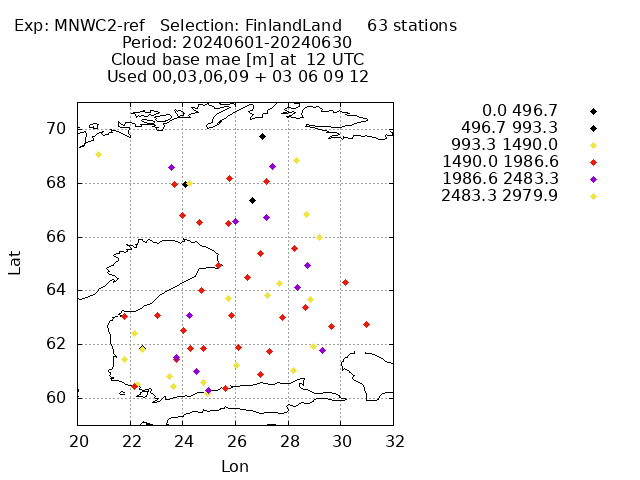 Exp: MNWC2-ref   Selection: FinlandLand     63 stations
Period: 20240601-20240630
Cloud base mae [m] at  12 UTC
Used 00,03,06,09 + 03 06 09 12
0.0 496.7
496.7 993.3
993.3 1490.0
1490.0 1986.6
1986.6 2483.3
2483.3 2979.9
70
68
66
64
62
60
Lat
20 22 24 26 28 30 32
Lon